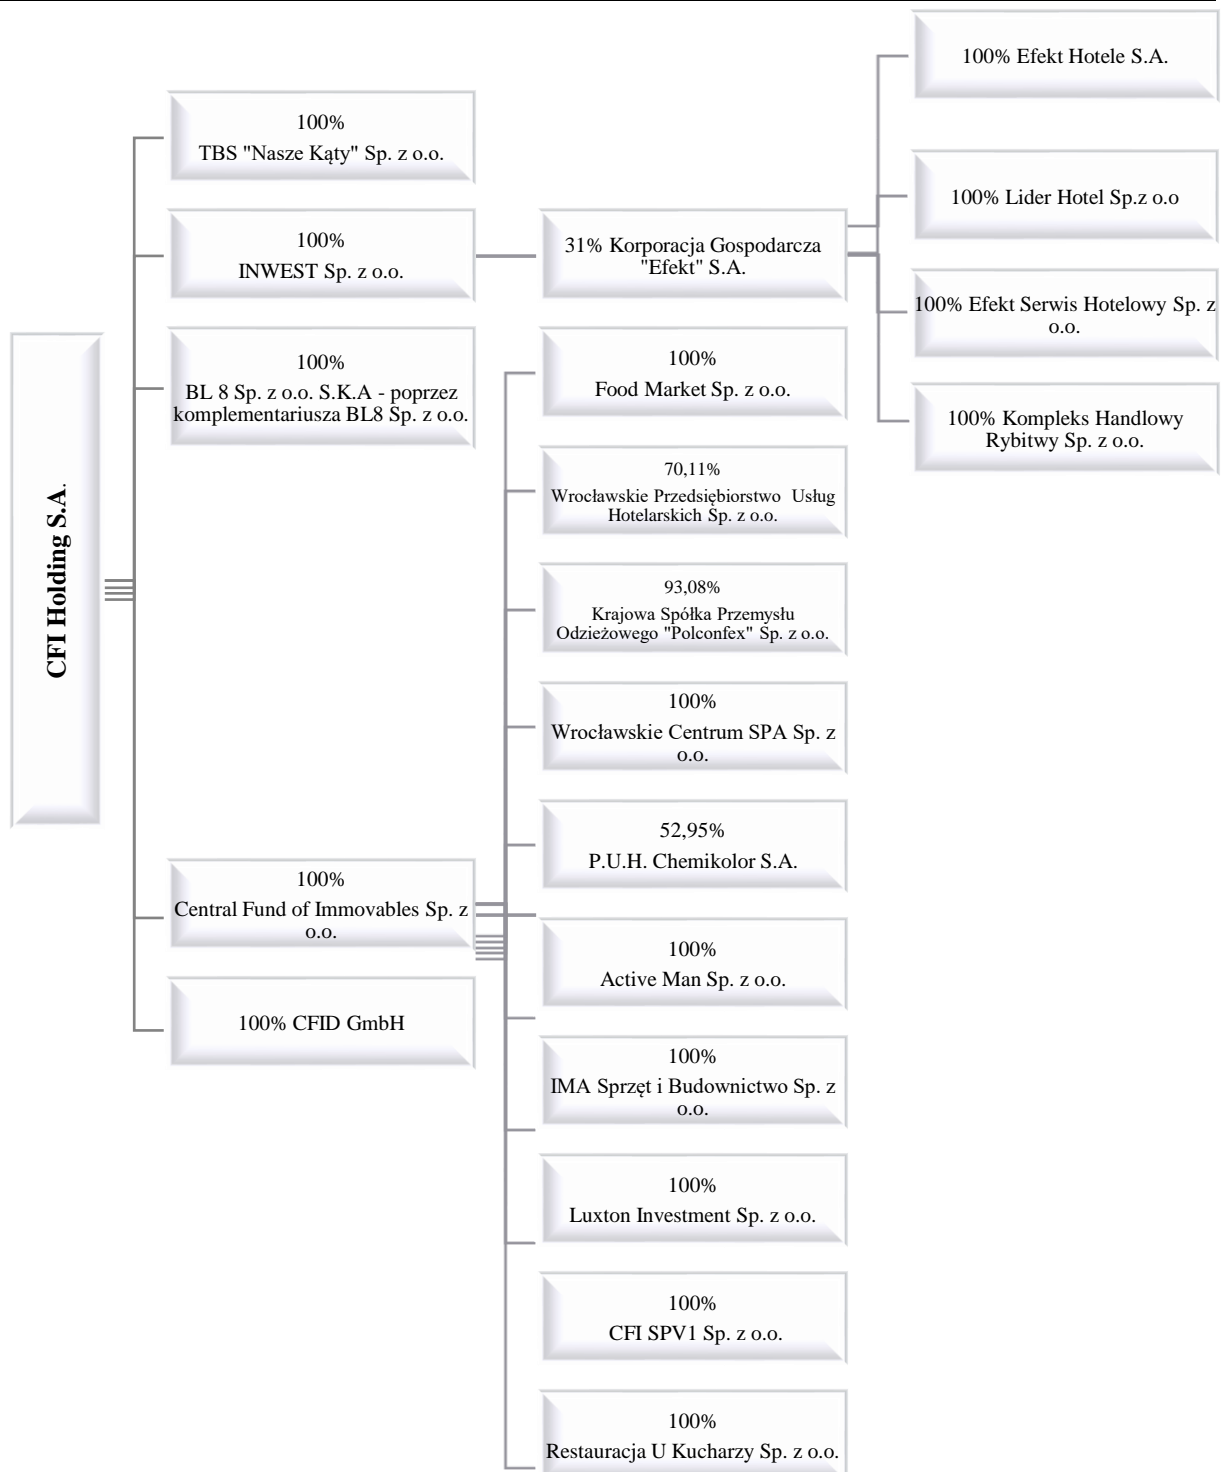 CFI Holding S.A.
100%
TBS "Nasze Kąty" Sp. z o.o.
100%
INWEST Sp. z o.o.
100%
BL 8 Sp. z o.o. S.K.A - poprzez
komplementariusza BL8 Sp. z o.o.
100%
Central Fund of Immovables Sp. z
o.o.
100% CFID GmbH
31% Korporacja Gospodarcza
"Efekt" S.A.
100%
Food Market Sp. z o.o.
70,11%
Wrocławskie Przedsiębiorstwo Usług
Hotelarskich Sp. z o.o.
93,08%
Krajowa Spółka Przemysłu
Odzieżowego "Polconfex" Sp. z o.o.
100%
Wrocławskie Centrum SPA Sp. z
o.o.
52,95%
P.U.H. Chemikolor S.A.
100%
Active Man Sp. z o.o.
100%
IMA Sprzęt i Budownictwo Sp. z
o.o.
100%
Luxton Investment Sp. z o.o.
100%
CFI SPV1 Sp. z o.o.
100%
Restauracja U Kucharzy Sp. z o.o.
100% Efekt Hotele S.A.
100% Lider Hotel Sp.z o.o
100% Efekt Serwis Hotelowy Sp. z
o.o.
100% Kompleks Handlowy
Rybitwy Sp. z o.o.